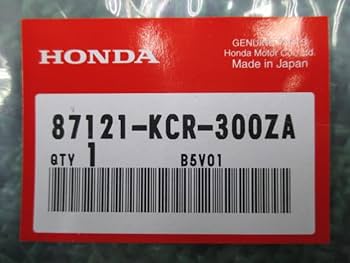 HONDA
GENUINE PARTS
Honda Motor Co., Ltd.
Made in Japan
87121-KCR-300ZA
QTY 1 B5V01